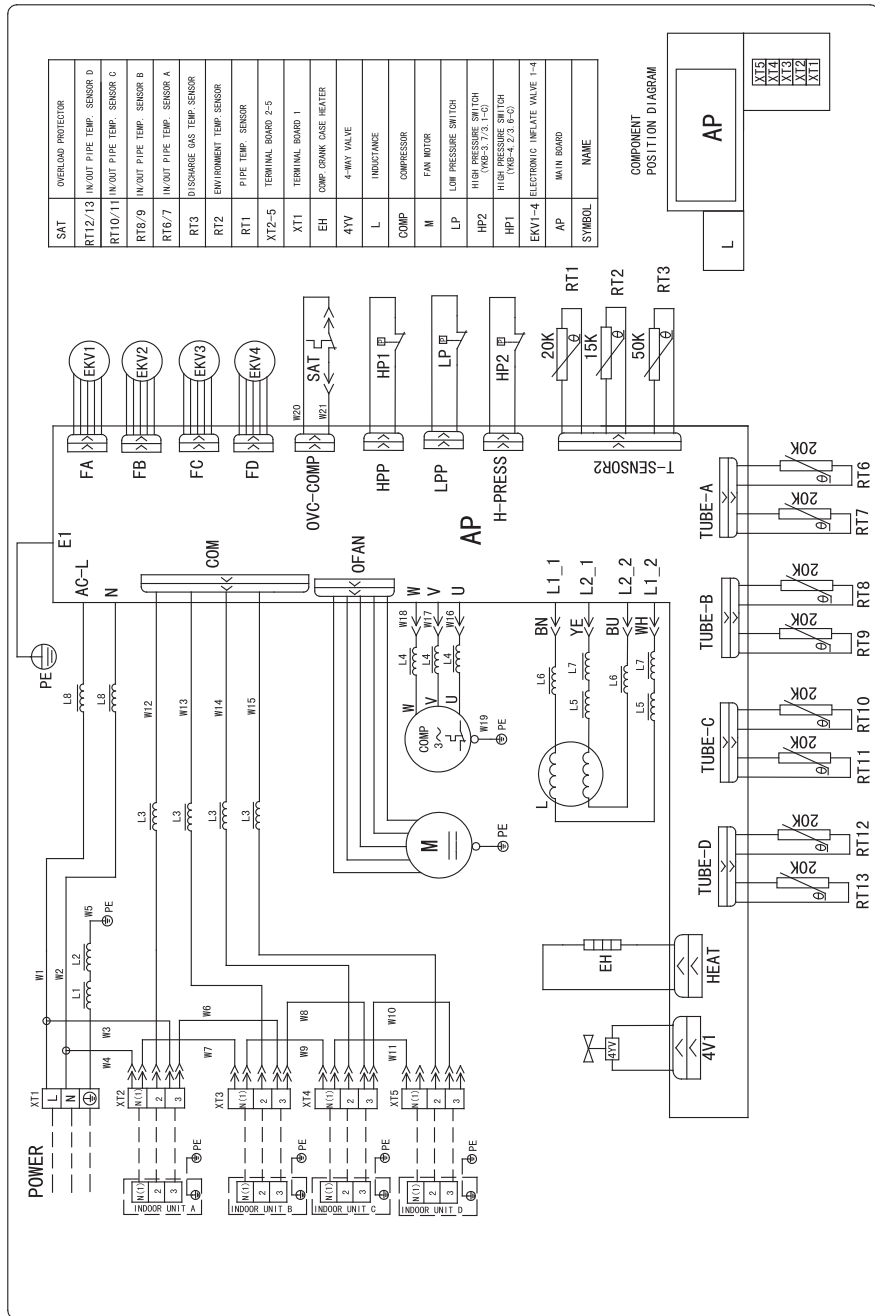 POWER
XT1
L
N
W1
W2
W3
W4
L1
L2
W5
PE
L8
L8
PE
E1
AC-L
N
XT2
N(1)
2
3
XT3
N(1)
2
3
XT4
N(1)
2
3
XT5
N(1)
2
3
N(1)
2
3
INDOOR UNIT A
PE
N(1)
2
3
INDOOR UNIT B
PE
N(1)
2
3
INDOOR UNIT C
PE
N(1)
2
3
INDOOR UNIT D
PE
W6
W7
W8
W9
W10
W11
L3
W12
L3
W13
L3
W14
L3
W15
COM
OFAN
M
PE
COMP
3~
W
V
U
W19
PE
L4
L4
L4
W18
W17
W16
W
V
U
L
L6
L5
L7
L6
L5
L7
BN
YE
BU
WH
L1_1
L2_1
L2_2
L1_2
AP
4YV
4V1
EH
HEAT
FA
EKV1
FB
EKV2
FC
EKV3
FD
EKV4
OVC-COMP
W20
W21
SAT
HPP
P
HP1
LPP
P
LP
H-PRESS
P
HP2
T-SENSOR2
20K
θ
RT1
15K
θ
RT2
50K
θ
RT3
TUBE-D
20K
θ
RT13
20K
θ
RT12
TUBE-C
20K
θ
RT11
20K
θ
RT10
TUBE-B
20K
θ
RT9
20K
θ
RT8
TUBE-A
20K
θ
RT7
20K
θ
RT6
SAT OVERLOAD PROTECTOR
RT12/13 IN/OUT PIPE TEMP. SENSOR D
RT10/11 IN/OUT PIPE TEMP. SENSOR C
RT8/9 IN/OUT PIPE TEMP. SENSOR B
RT6/7 IN/OUT PIPE TEMP. SENSOR A
RT3 DISCHARGE GAS TEMP. SENSOR
RT2 ENVIRONMENT TEMP. SENSOR
RT1 PIPE TEMP. SENSOR
XT2-5 TERMINAL BOARD 2-5
XT1 TERMINAL BOARD 1
EH COMP. CRANK CASE HEATER
4YV 4-WAY VALVE
L INDUCTANCE
COMP COMPRESSOR
M FAN MOTOR
LP LOW PRESSURE SWITCH
HP2 HIGH PRESSURE SWITCH
(YKB-3.7/3.1-C)
HP1 HIGH PRESSURE SWITCH
(YKB-4.2/3.6-C)
EKV1-4 ELECTRONIC INFLATE VALVE 1-4
AP MAIN BOARD
SYMBOL NAME
COMPONENT
POSITION DIAGRAM
L
AP
XT5
XT4
XT3
XT2
XT1